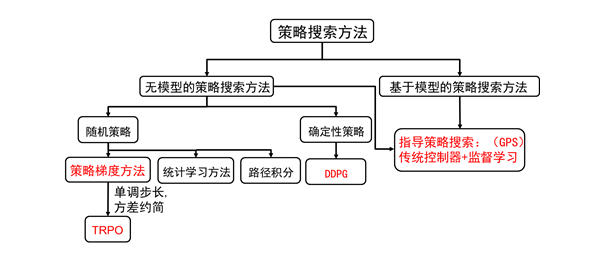 策略搜索方法
无模型的策略搜索方法
基于模型的策略搜索方法
随机策略
确定性策略
指导策略搜索：（GPS）
传统控制器+监督学习
策略梯度方法
统计学习方法
路径积分
DDPG
单调步长,
方差约简
TRPO